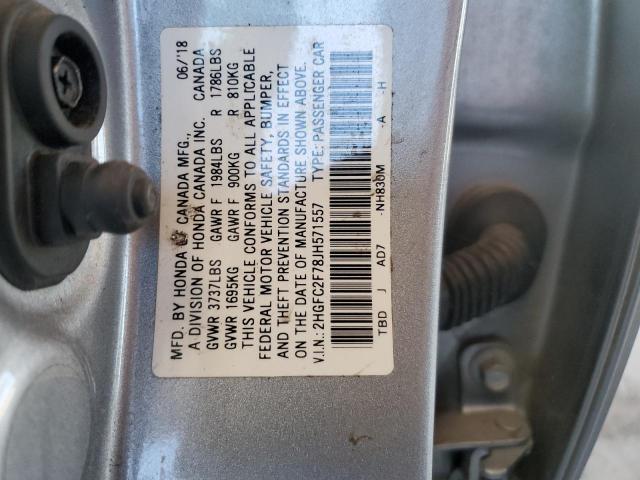 MFD. BY HONDA OF CANADA MFG., 06/'18
A DIVISION OF HONDA CANADA INC. CANADA
GVWR 3737LBS GAWR F 1984LBS R 1786LBS
GVWR 1695KG GAWR F 900KG R 810KG
THIS VEHICLE CONFORMS TO ALL APPLICABLE
FEDERAL MOTOR VEHICLE SAFETY, BUMPER,
AND THEFT PREVENTION STANDARDS IN EFFECT
ON THE DATE OF MANUFACTURE SHOWN ABOVE.
V.I.N.: 2HGFC2F78JH571557 TYPE: PASSENGER CAR
TBD J AD7 -NH830M -A -H